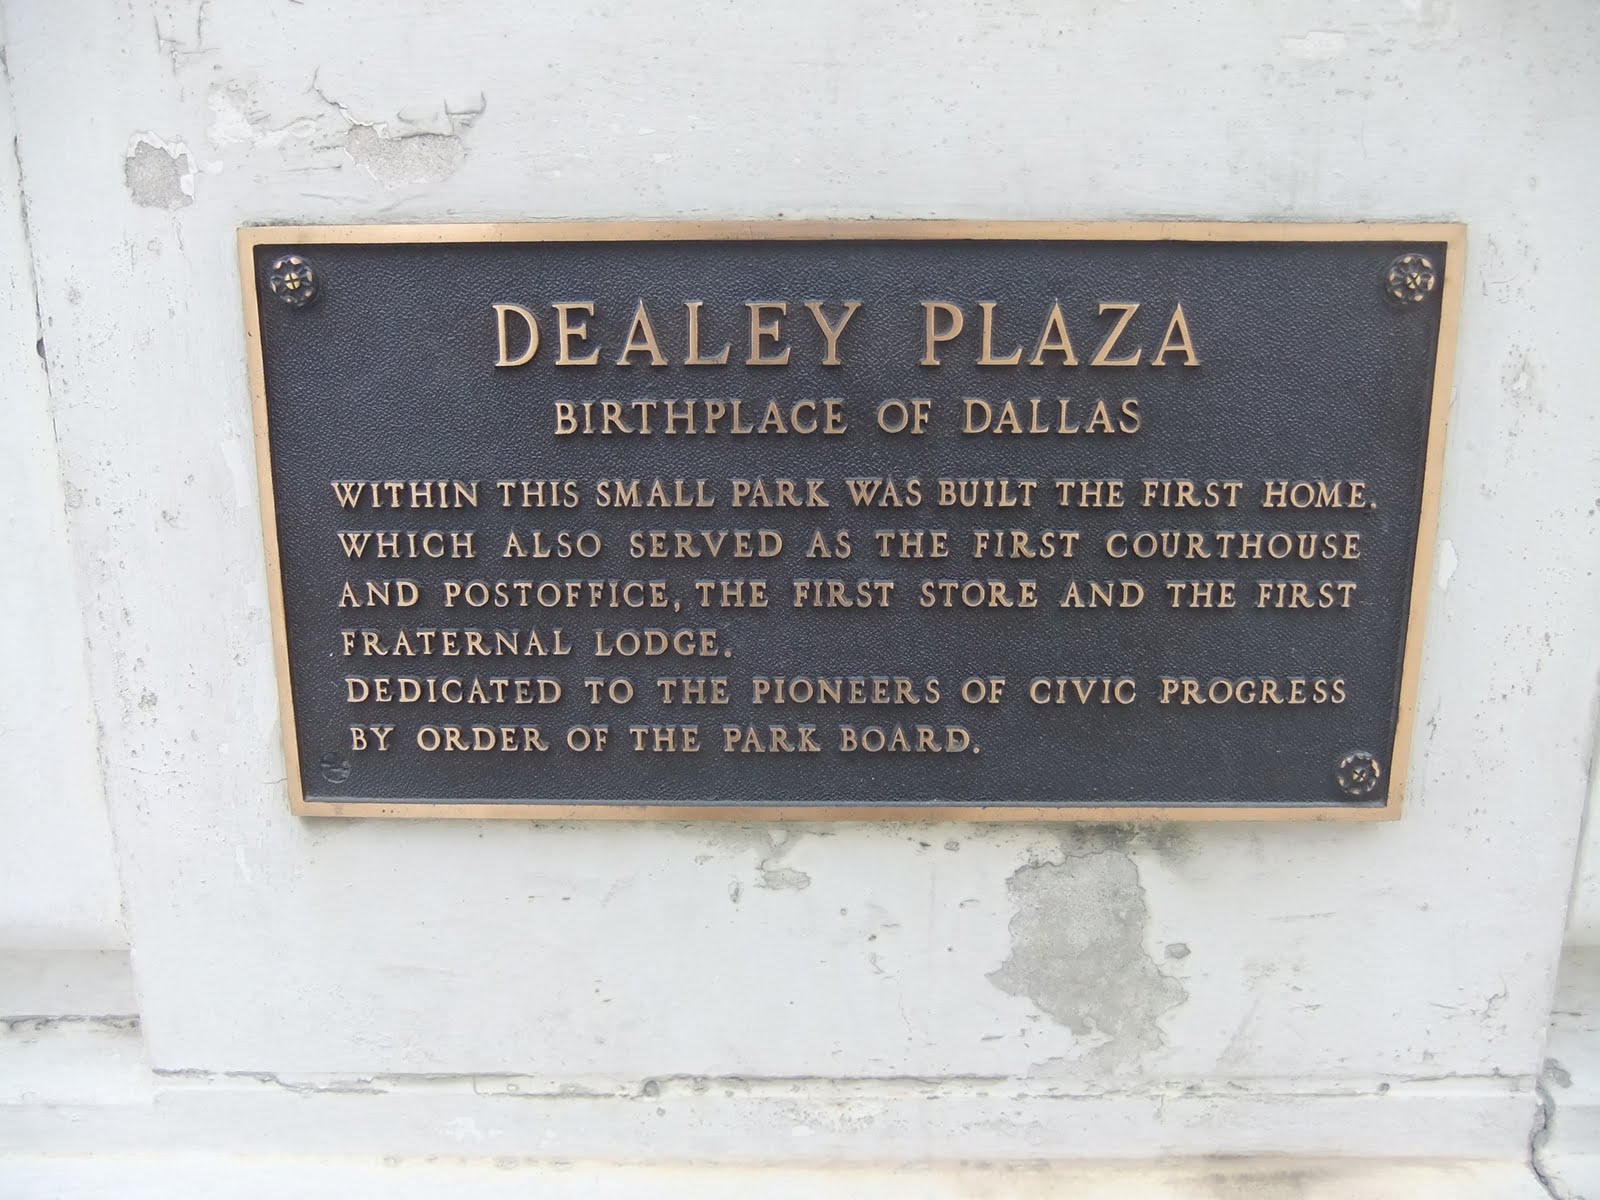 DEALEY PLAZA
BIRTHPLACE OF DALLAS
WITHIN THIS SMALL PARK WAS BUILT THE FIRST HOME,
WHICH ALSO SERVED AS THE FIRST COURTHOUSE
AND POSTOFFICE, THE FIRST STORE AND THE FIRST
FRATERNAL LODGE.
DEDICATED TO THE PIONEERS OF CIVIC PROGRESS
BY ORDER OF THE PARK BOARD.